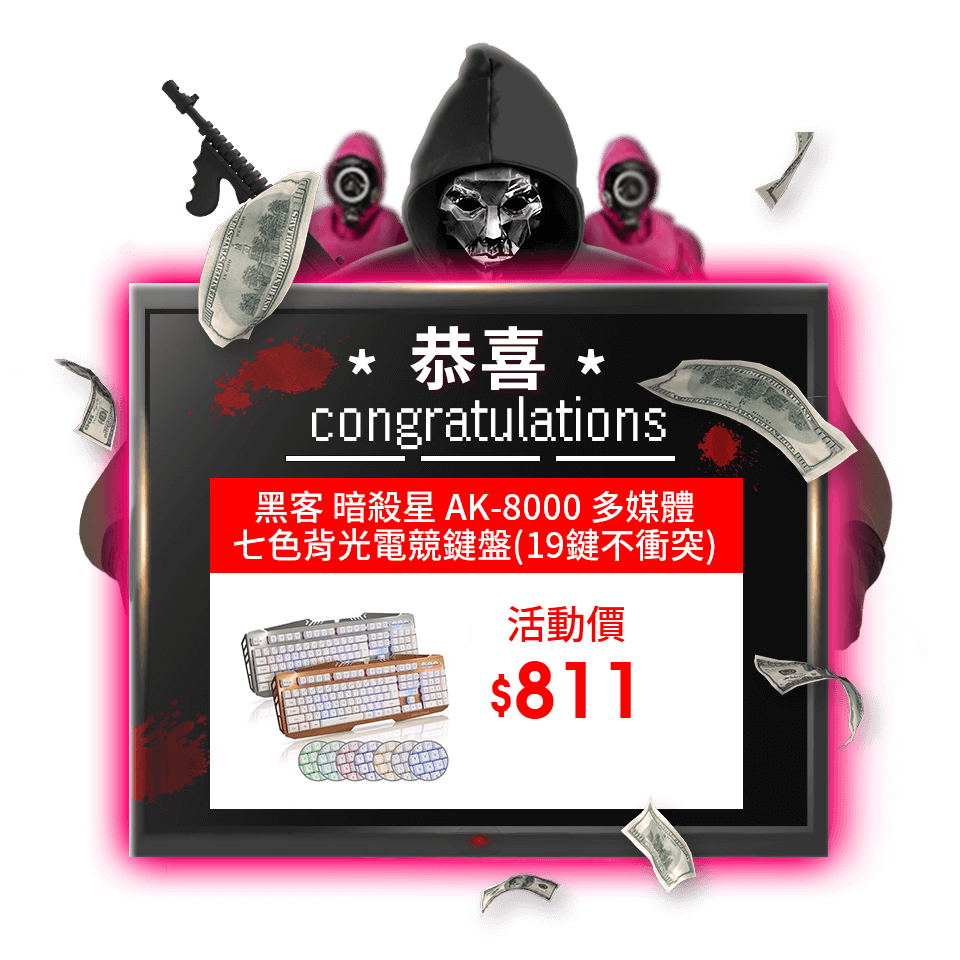 * 恭喜 *
congratulations
黑客 暗殺星 AK-8000 多媒體
七色背光電競鍵盤(19鍵不衝突)
活動價
$811